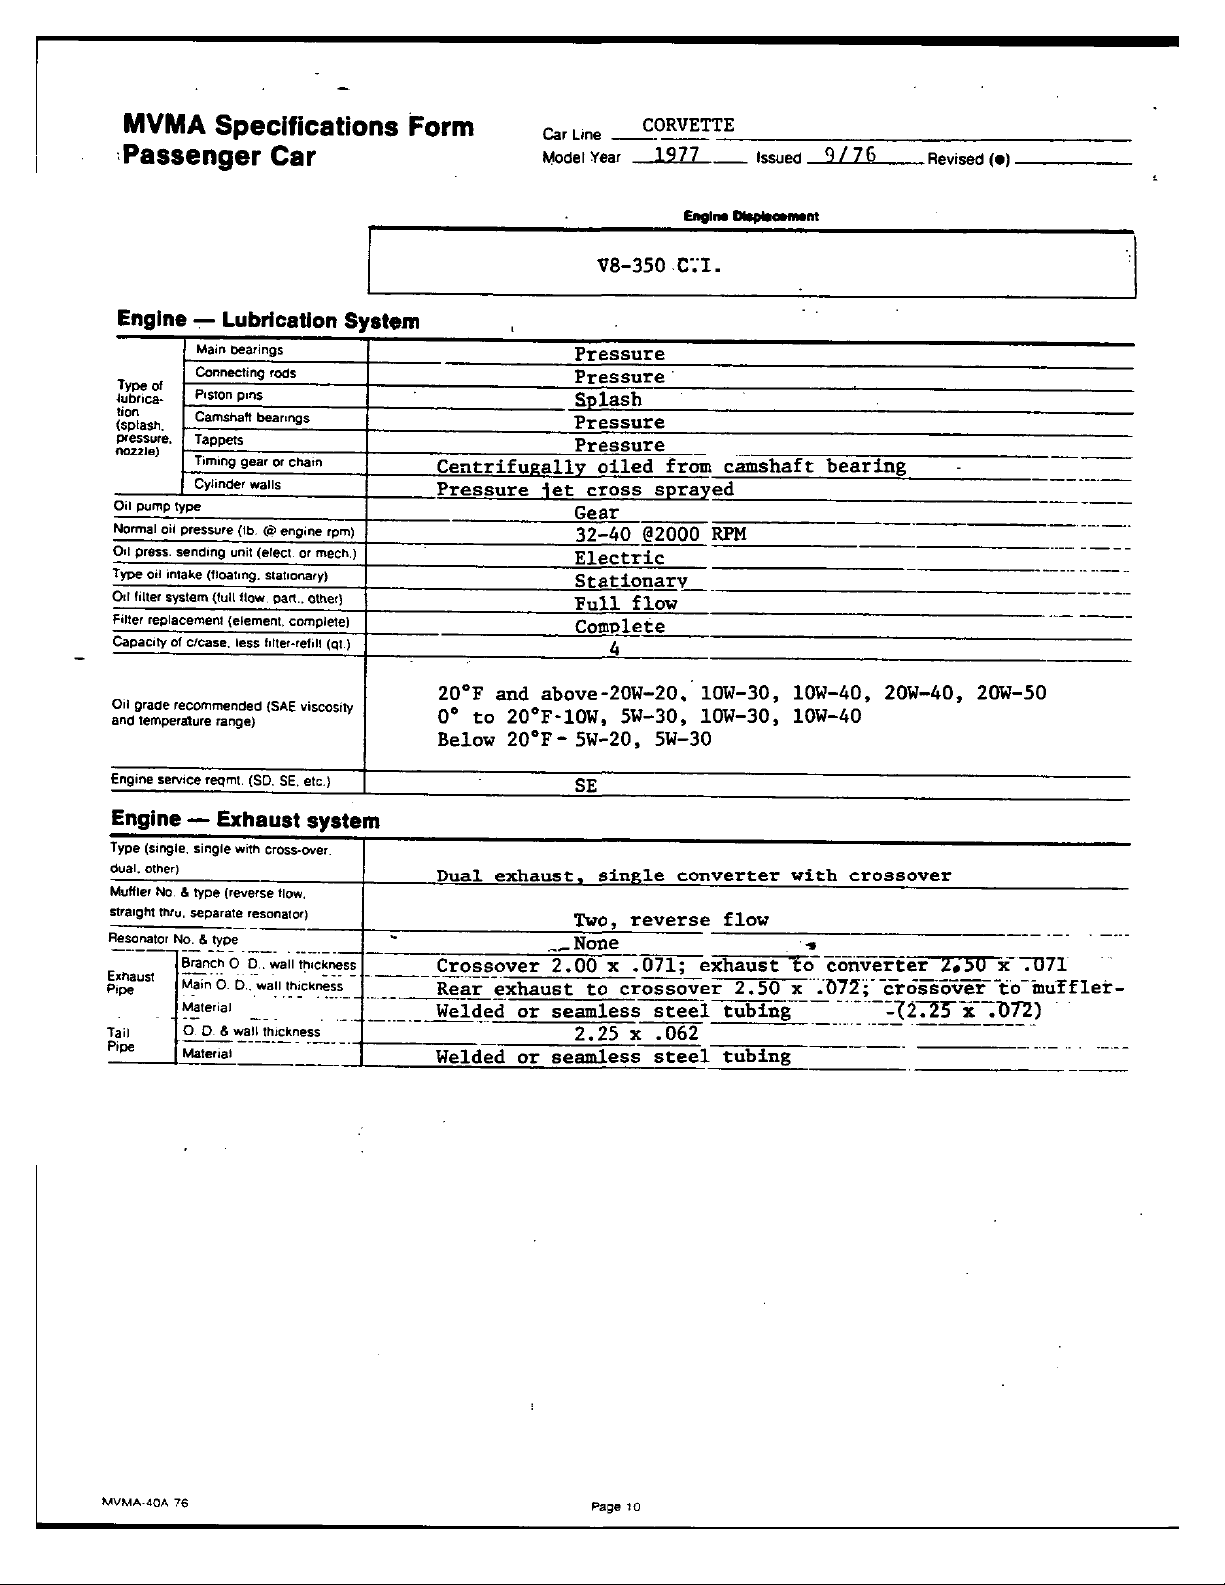 MVMA Specifications Form
Passenger Car
Car Line CORVETTE
Model Year 1977 Issued 9/76 Revised (●)
Engine Displacement
V8-350 C.I.
Engine — Lubrication System
Type of lubrica-tion (splash, pressure, nozzle)
Main bearings Pressure
Connecting rods Pressure
Piston pins Splash
Camshaft bearings Pressure
Tappets Pressure
Timing gear or chain Centrifugally oiled from camshaft bearing
Cylinder walls Pressure jet cross sprayed
Oil pump type Gear
Normal oil pressure (lb. @ engine rpm) 32-40 @2000 RPM
Oil press. sending unit (elect. or mech.) Electric
Type oil intake (floating, stationary) Stationary
Oil filter system (full flow, part., other) Full flow
Filter replacement (element, complete) Complete
Capacity of c/case, less filter-refill (qt.) 4
Oil grade recommended (SAE viscosity and temperature range)
20°F and above-20W-20, 10W-30, 10W-40, 20W-40, 20W-50
0° to 20°F-10W, 5W-30, 10W-30, 10W-40
Below 20°F- 5W-20, 5W-30
Engine service reqmt. (SD, SE, etc.) SE
Engine — Exhaust system
Type (single, single with cross-over,
dual, other) Dual exhaust, single converter with crossover
Muffler No. & type (reverse flow,
straight thru, separate resonator) Two, reverse flow
Resonator No. & type None
Exhaust Pipe
Branch O. D., wall thickness Crossover 2.00 x .071; exhaust to converter 2.50 x .071
Main O. D., wall thickness Rear exhaust to crossover 2.50 x .072; crossover to muffler-
Material Welded or seamless steel tubing -(2.25 x .072)
Tail Pipe
O. D. & wall thickness 2.25 x .062
Material Welded or seamless steel tubing
MVMA-40A 76
Page 10